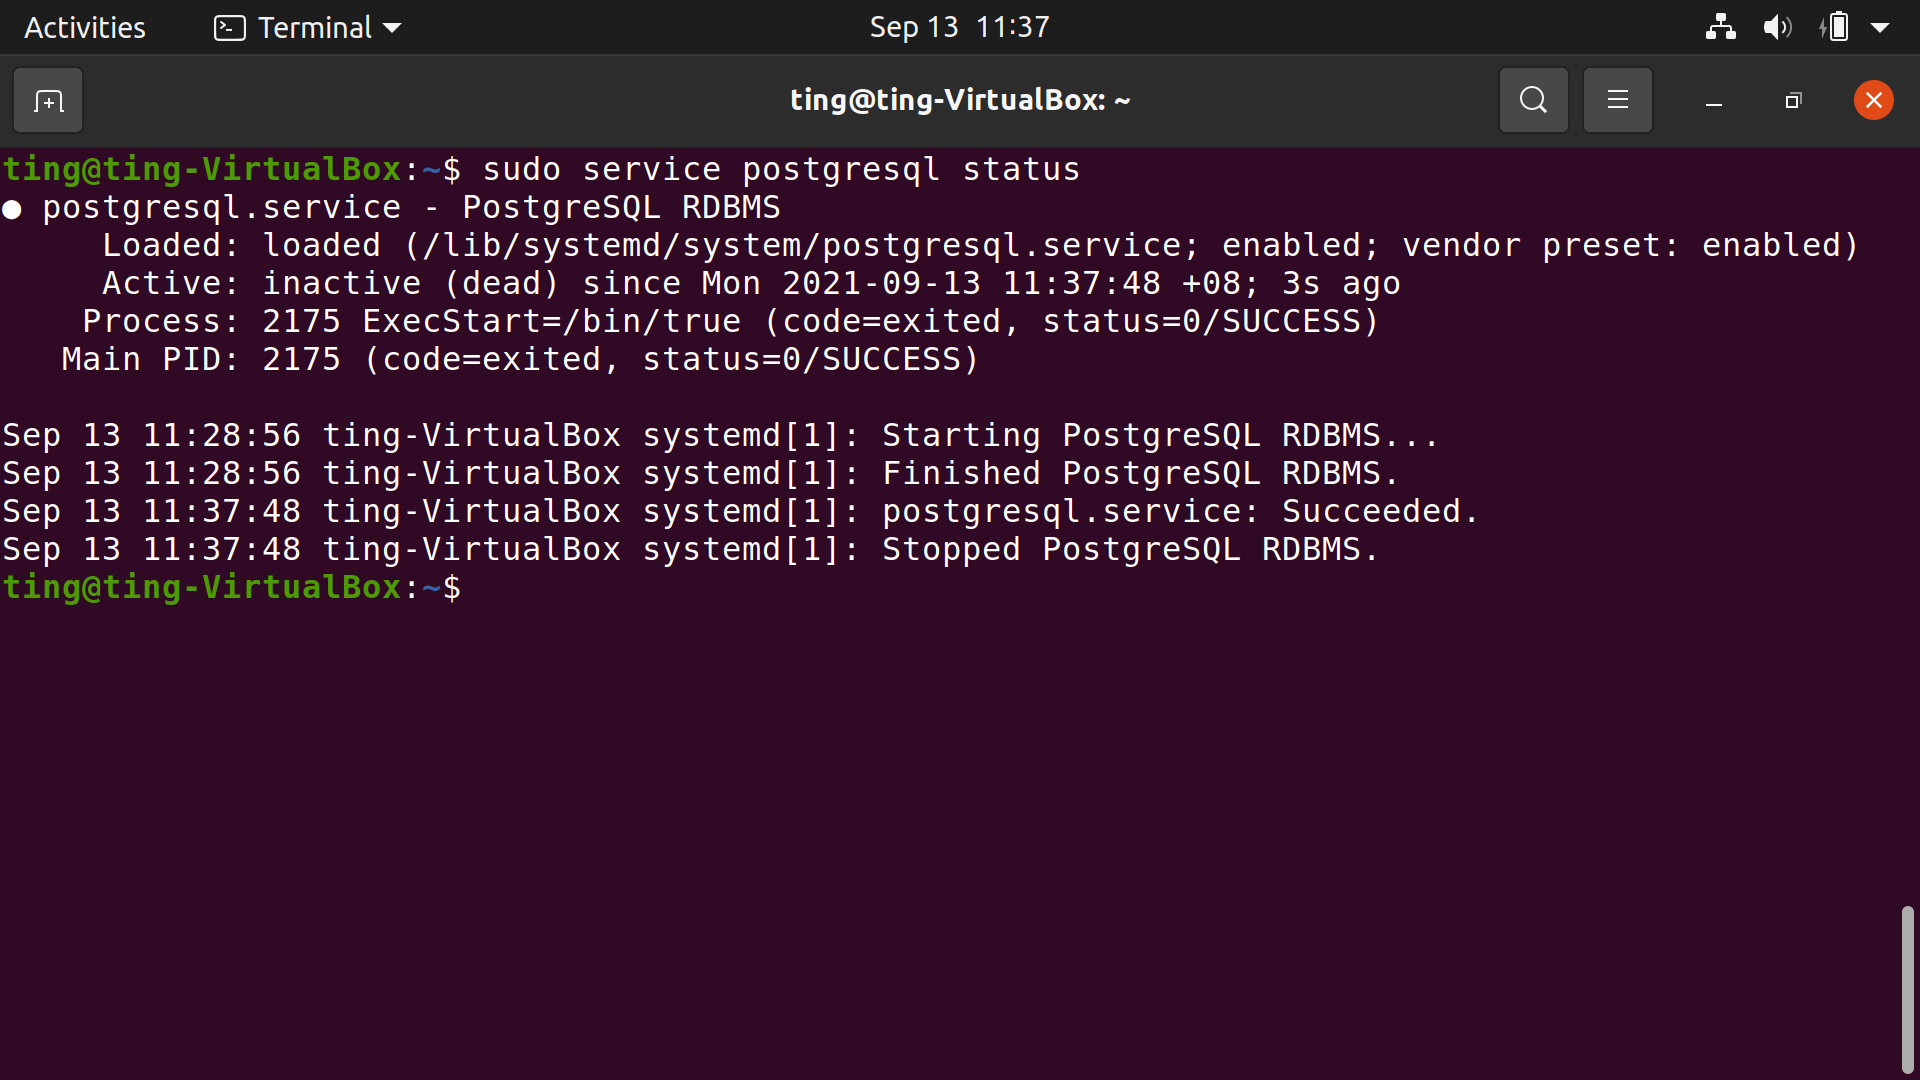 Activities Terminal Sep 13 11:37
ting@ting-VirtualBox: ~
ting@ting-VirtualBox:~$ sudo service postgresql status
● postgresql.service - PostgreSQL RDBMS
     Loaded: loaded (/lib/systemd/system/postgresql.service; enabled; vendor preset: enabled)
     Active: inactive (dead) since Mon 2021-09-13 11:37:48 +08; 3s ago
    Process: 2175 ExecStart=/bin/true (code=exited, status=0/SUCCESS)
   Main PID: 2175 (code=exited, status=0/SUCCESS)

Sep 13 11:28:56 ting-VirtualBox systemd[1]: Starting PostgreSQL RDBMS...
Sep 13 11:28:56 ting-VirtualBox systemd[1]: Finished PostgreSQL RDBMS.
Sep 13 11:37:48 ting-VirtualBox systemd[1]: postgresql.service: Succeeded.
Sep 13 11:37:48 ting-VirtualBox systemd[1]: Stopped PostgreSQL RDBMS.
ting@ting-VirtualBox:~$